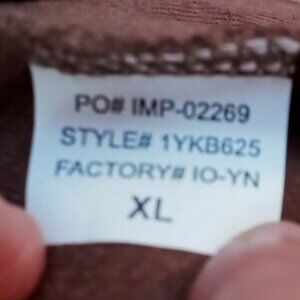 PO# IMP-02269
STYLE# 1YKB625
FACTORY# IO-YN
XL